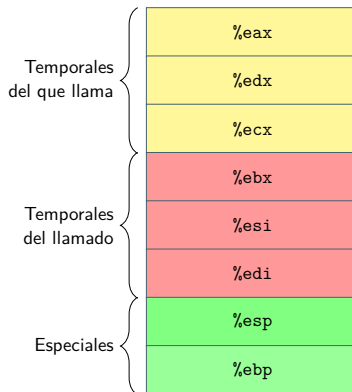 Temporales
del que llama
%eax
%edx
%ecx
Temporales
del llamado
%ebx
%esi
%edi
Especiales
%esp
%ebp